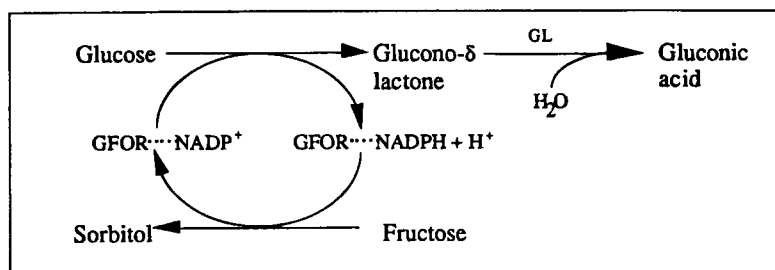 Glucose Glucono-δ lactone GL Gluconic acid
H₂O
GFOR····NADP⁺ GFOR····NADPH + H⁺
Sorbitol Fructose